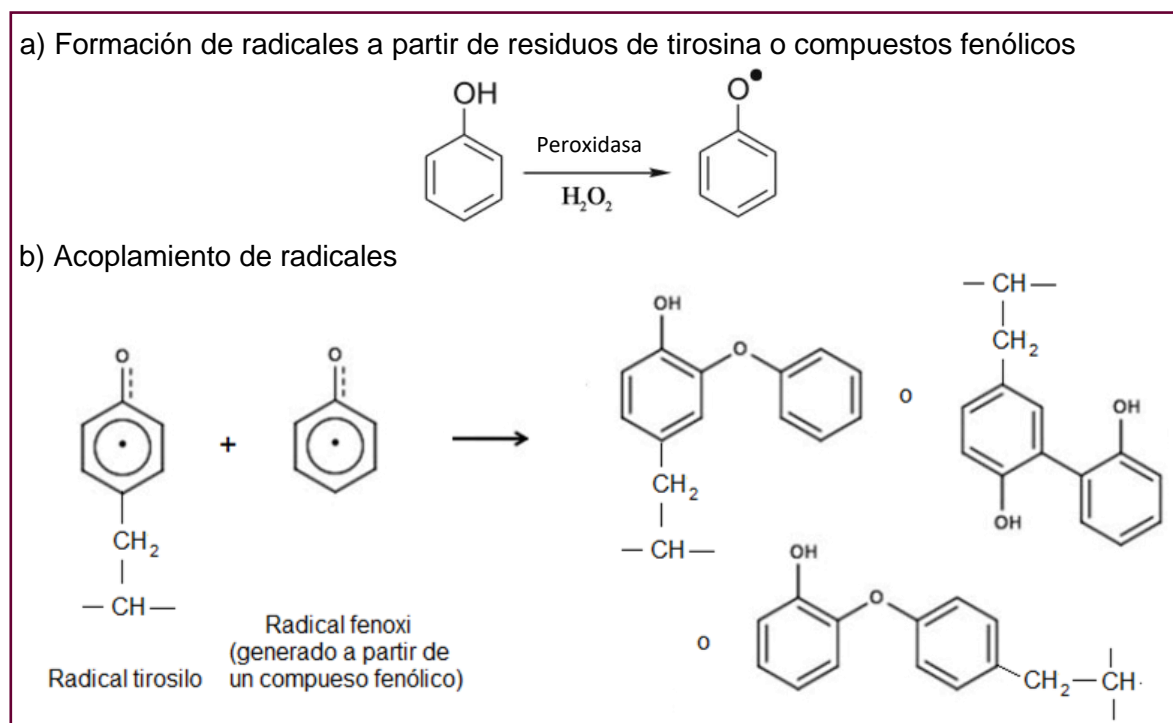 a) Formación de radicales a partir de residuos de tirosina o compuestos fenólicos
OH
O•
Peroxidasa
H₂O₂
b) Acoplamiento de radicales
O
CH₂
— CH —
Radical tirosilo
+
O
Radical fenoxi
(generado a partir de
un compueso fenólico)
OH
O
CH₂
— CH —
o
— CH —
CH₂
OH
OH
o
OH
O
CH₂—CH